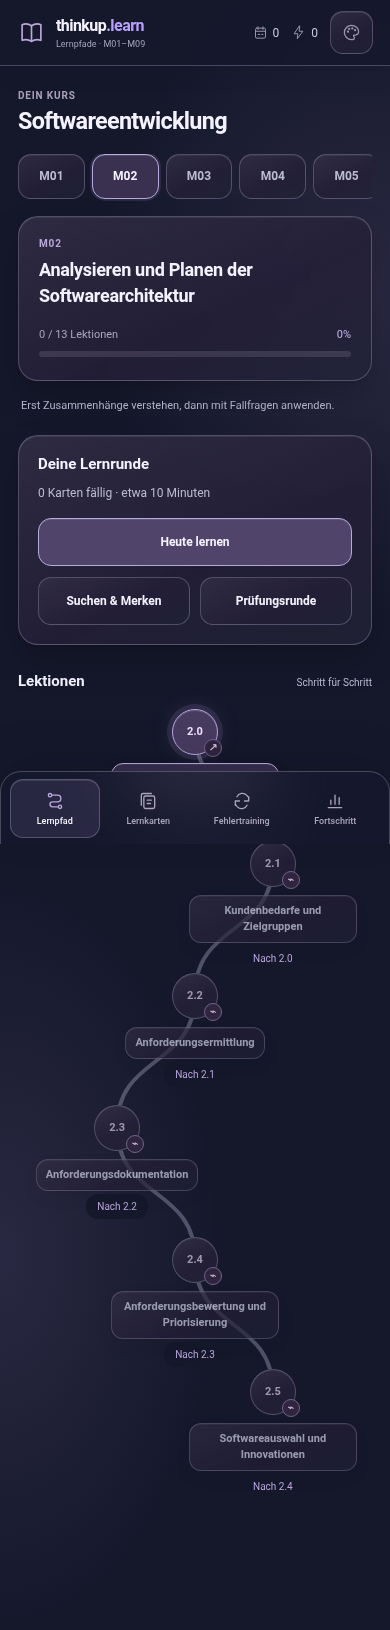 thinkup.learn
Lernpfade · M01–M09
0
0
DEIN KURS
Softwareentwicklung
M01
M02
M03
M04
M05
M02
Analysieren und Planen der
Softwarearchitektur
0 / 13 Lektionen
0%
Erst Zusammenhänge verstehen, dann mit Fallfragen anwenden.
Deine Lernrunde
0 Karten fällig · etwa 10 Minuten
Heute lernen
Suchen & Merken
Prüfungsrunde
Lektionen
Schritt für Schritt
2.0
Lernpfad
Lernkarten
Fehlertraining
Fortschritt
2.1
Kundenbedarfe und
Zielgruppen
Nach 2.0
2.2
Anforderungsermittlung
Nach 2.1
2.3
Anforderungsdokumentation
Nach 2.2
2.4
Anforderungsbewertung und
Priorisierung
Nach 2.3
2.5
Softwareauswahl und
Innovationen
Nach 2.4